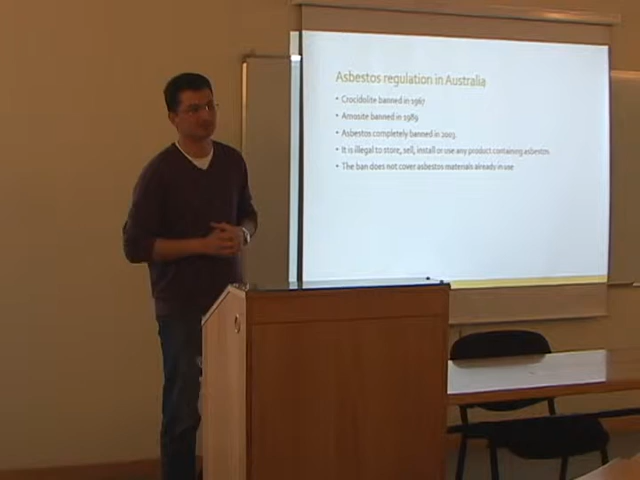 Asbestos regulation in Australia
• Crocidolite banned in 1967
• Amosite banned in 1989
• Asbestos completely banned in 2003.
• It is illegal to store, sell, install or use any product containing asbestos.
• The ban does not cover asbestos materials already in use